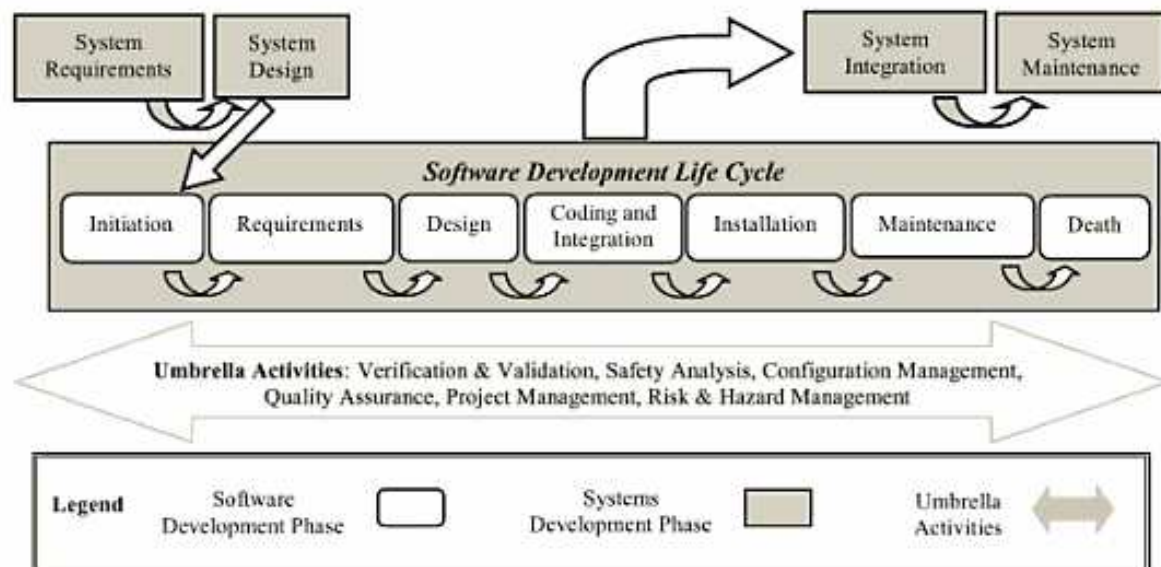 System
Requirements
System
Design
System
Integration
System
Maintenance
Software Development Life Cycle
Initiation
Requirements
Design
Coding and
Integration
Installation
Maintenance
Death
Umbrella Activities: Verification & Validation, Safety Analysis, Configuration Management,
Quality Assurance, Project Management, Risk & Hazard Management
Legend
Software
Development Phase
Systems
Development Phase
Umbrella
Activities